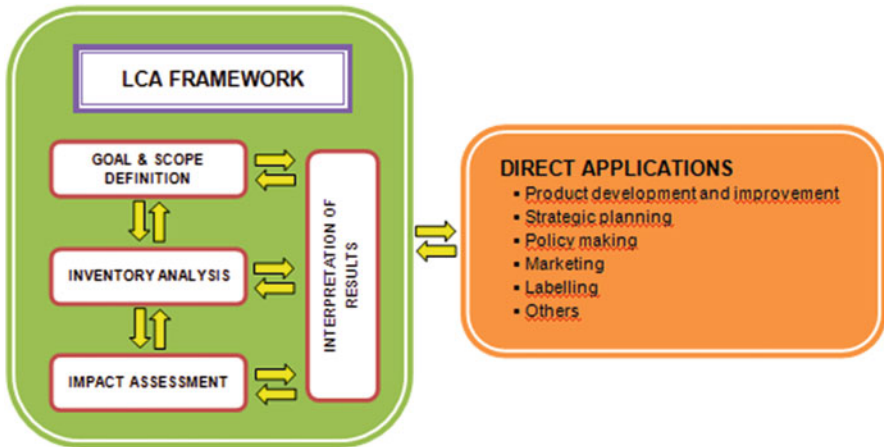 LCA FRAMEWORK
GOAL & SCOPE
DEFINITION
INVENTORY ANALYSIS
IMPACT ASSESSMENT
INTERPRETATION OF
RESULTS
DIRECT APPLICATIONS
▪ Product development and improvement
▪ Strategic planning
▪ Policy making
▪ Marketing
▪ Labelling
▪ Others